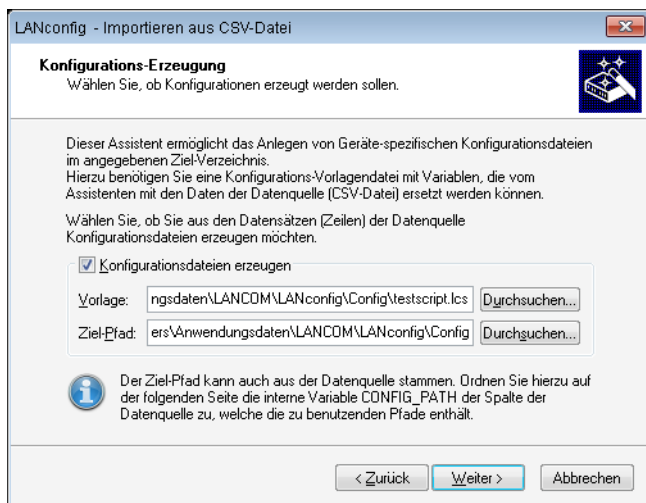 LANconfig - Importieren aus CSV-Datei
Konfigurations-Erzeugung
Wählen Sie, ob Konfigurationen erzeugt werden sollen.
Dieser Assistent ermöglicht das Anlegen von Geräte-spezifischen Konfigurationsdateien
im angegebenen Ziel-Verzeichnis.
Hierzu benötigen Sie eine Konfigurations-Vorlagendatei mit Variablen, die vom
Assistenten mit den Daten der Datenquelle (CSV-Datei) ersetzt werden können.
Wählen Sie, ob Sie aus den Datensätzen (Zeilen) der Datenquelle
Konfigurationsdateien erzeugen möchten.
Konfigurationsdateien erzeugen
Vorlage: ngsdaten\LANCOM\LANconfig\Config\testscript.lcs Durchsuchen...
Ziel-Pfad: ers\Anwendungsdaten\LANCOM\LANconfig\Config Durchsuchen...
Der Ziel-Pfad kann auch aus der Datenquelle stammen. Ordnen Sie hierzu auf
der folgenden Seite die interne Variable CONFIG_PATH der Spalte der
Datenquelle zu, welche die zu benutzenden Pfade enthält.
< Zurück Weiter > Abbrechen